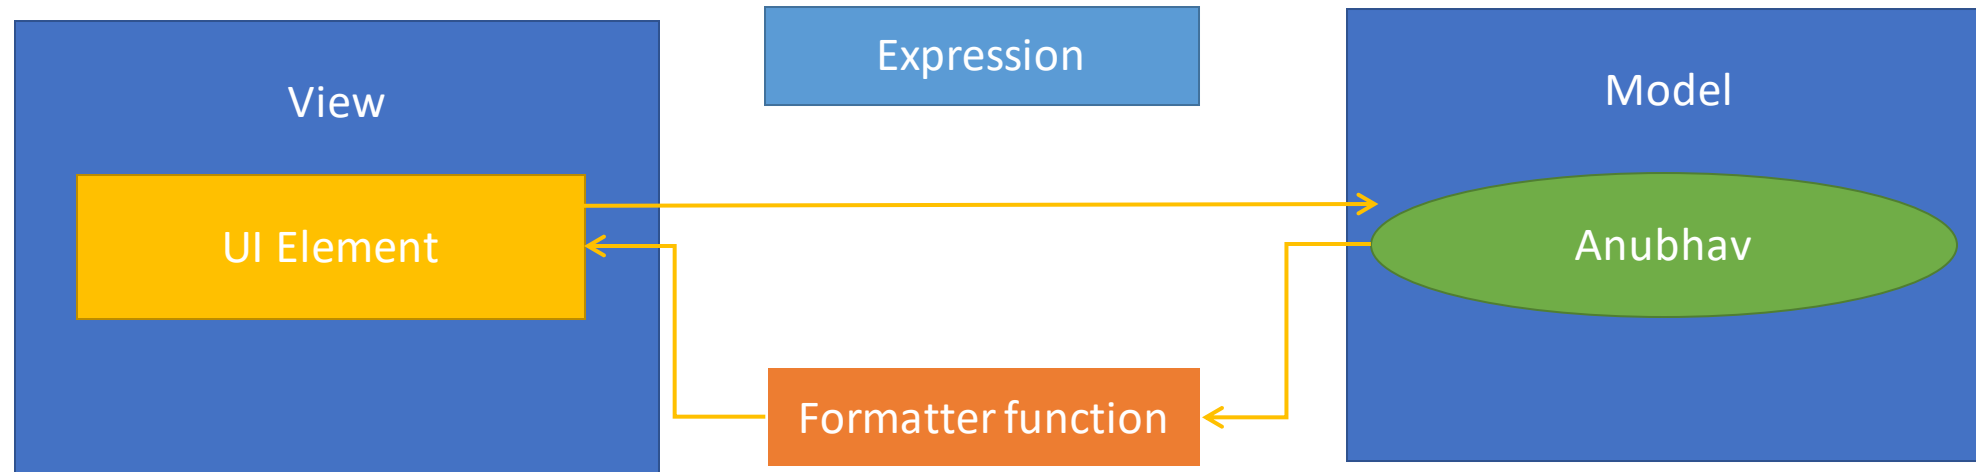 View
Expression
Model
UI Element
Anubhav
Formatter function